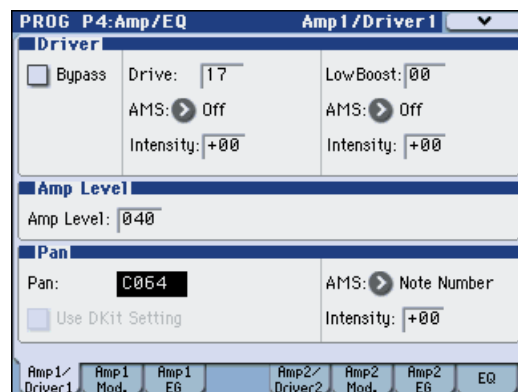 PROG P4:Amp/EQ Amp1/Driver1
Driver
Bypass Drive: 17 LowBoost: 00
AMS: Off AMS: Off
Intensity: +00 Intensity: +00
Amp Level
Amp Level: 040
Pan
Pan: C064 AMS: Note Number
Use DKit Setting Intensity: +00
Amp1/ Amp1 Amp1 Amp2/ Amp2 Amp2 EQ
Driver1 Mod. EG Driver2 Mod. EG